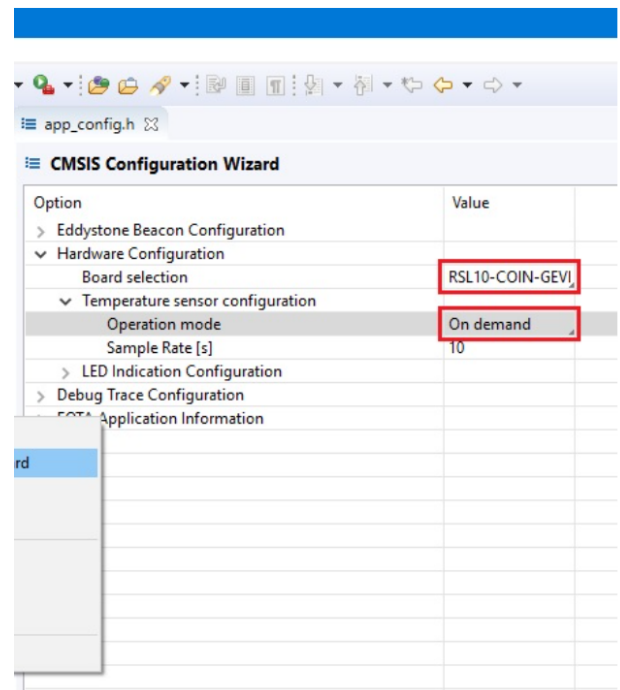 app_config.h
CMSIS Configuration Wizard
Option Value
Eddystone Beacon Configuration
Hardware Configuration
Board selection RSL10-COIN-GEVI
Temperature sensor configuration
Operation mode On demand
Sample Rate [s] 10
LED Indication Configuration
Debug Trace Configuration
FOTA Application Information
rd